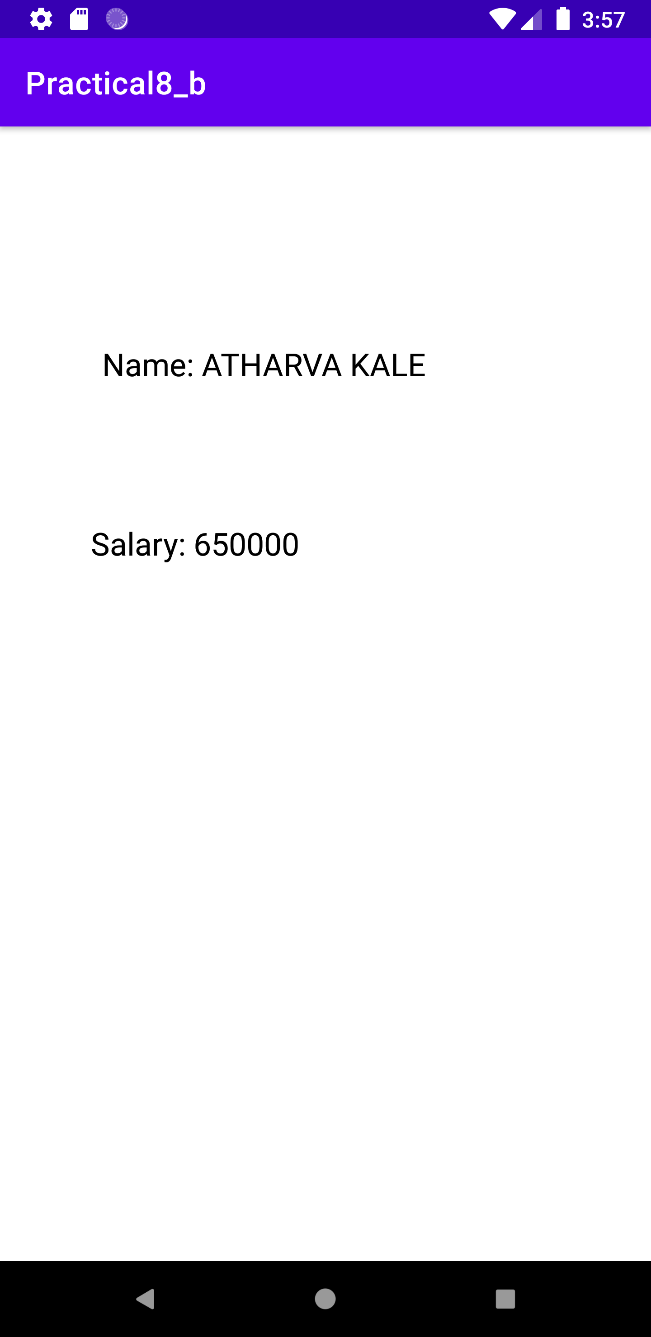 3:57
Practical8_b
Name: ATHARVA KALE
Salary: 650000